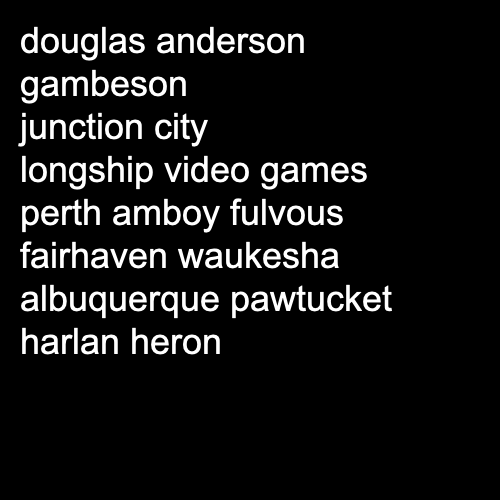 douglas anderson
gambeson
junction city
longship video games
perth amboy fulvous
fairhaven waukesha
albuquerque pawtucket
harlan heron